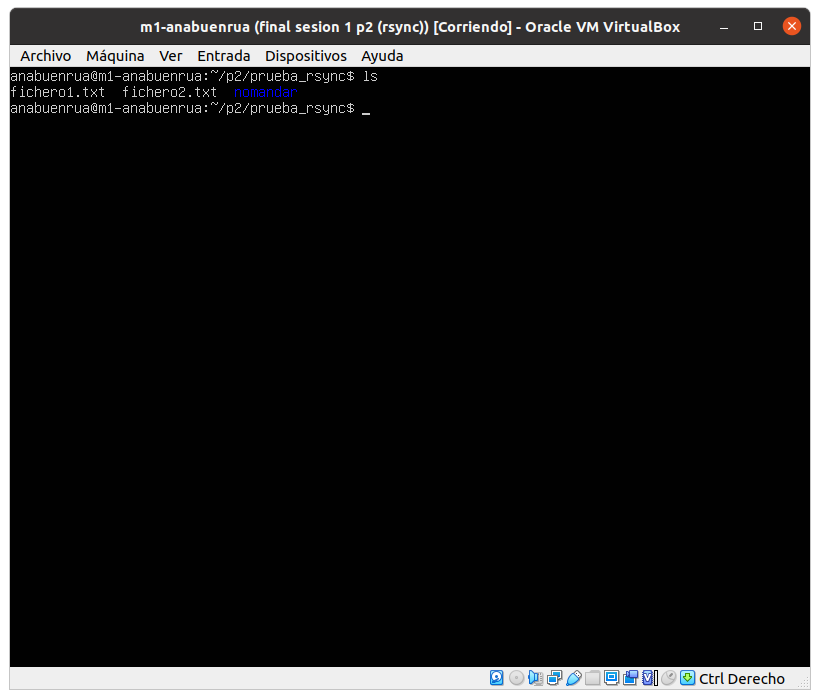 m1-anabuenrua (final sesion 1 p2 (rsync)) [Corriendo] - Oracle VM VirtualBox
Archivo Máquina Ver Entrada Dispositivos Ayuda
anabuenrua@m1-anabuenrua:~/p2/prueba_rsync$ ls
fichero1.txt fichero2.txt nomandar
anabuenrua@m1-anabuenrua:~/p2/prueba_rsync$ _
Ctrl Derecho